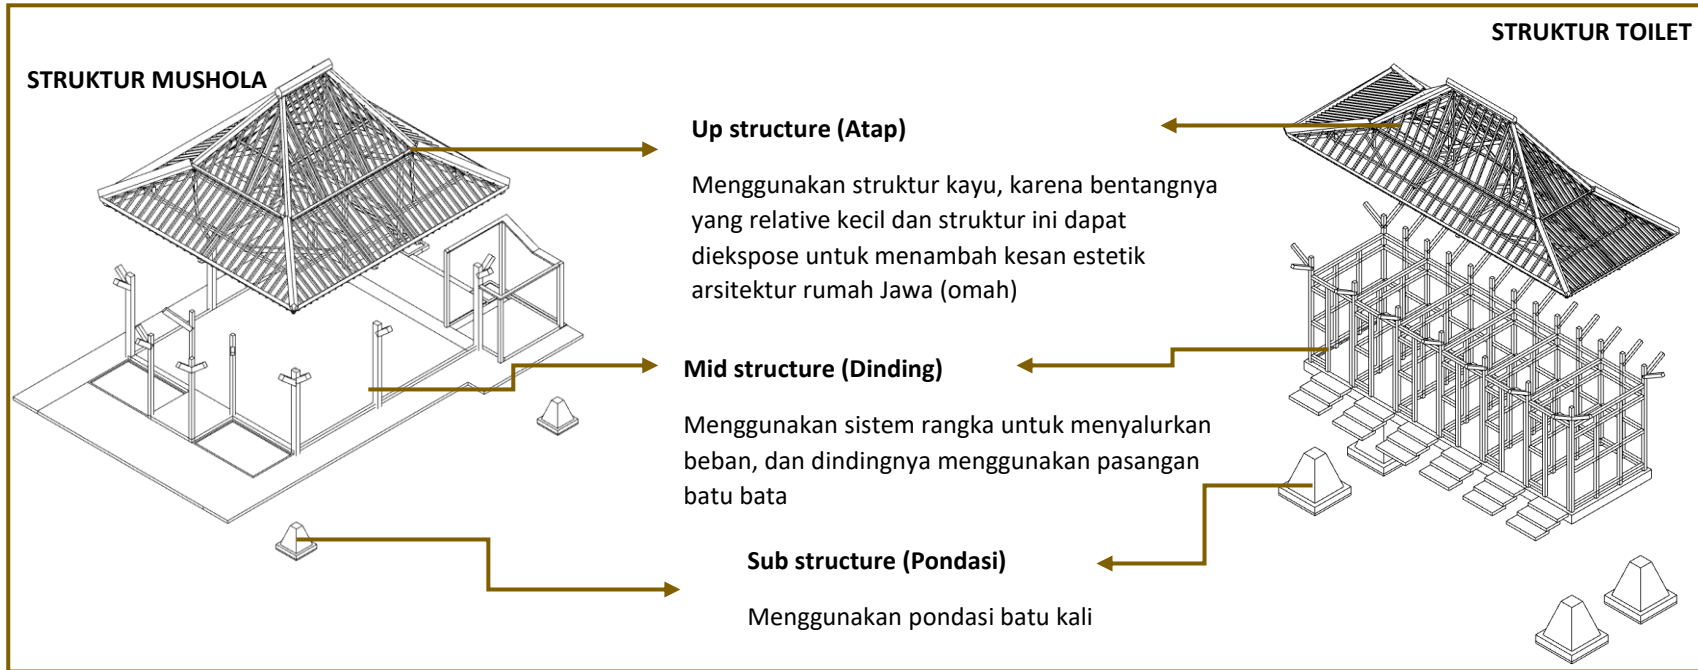 STRUKTUR TOILET
STRUKTUR MUSHOLA
Up structure (Atap)
Menggunakan struktur kayu, karena bentangnya
yang relative kecil dan struktur ini dapat
diekspose untuk menambah kesan estetik
arsitektur rumah Jawa (omah)
Mid structure (Dinding)
Menggunakan sistem rangka untuk menyalurkan
beban, dan dindingnya menggunakan pasangan
batu bata
Sub structure (Pondasi)
Menggunakan pondasi batu kali